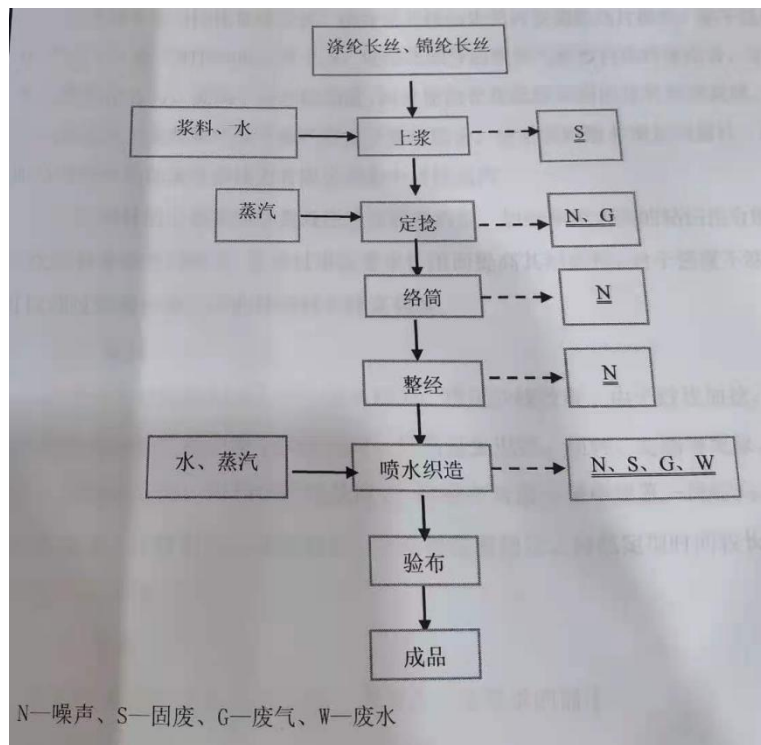 涤纶长丝、锦纶长丝
浆料、水
上浆
S
蒸汽
定捻
N、G
络筒
N
整经
N
水、蒸汽
喷水织造
N、S、G、W
验布
成品
N—噪声、S—固废、G—废气、W—废水